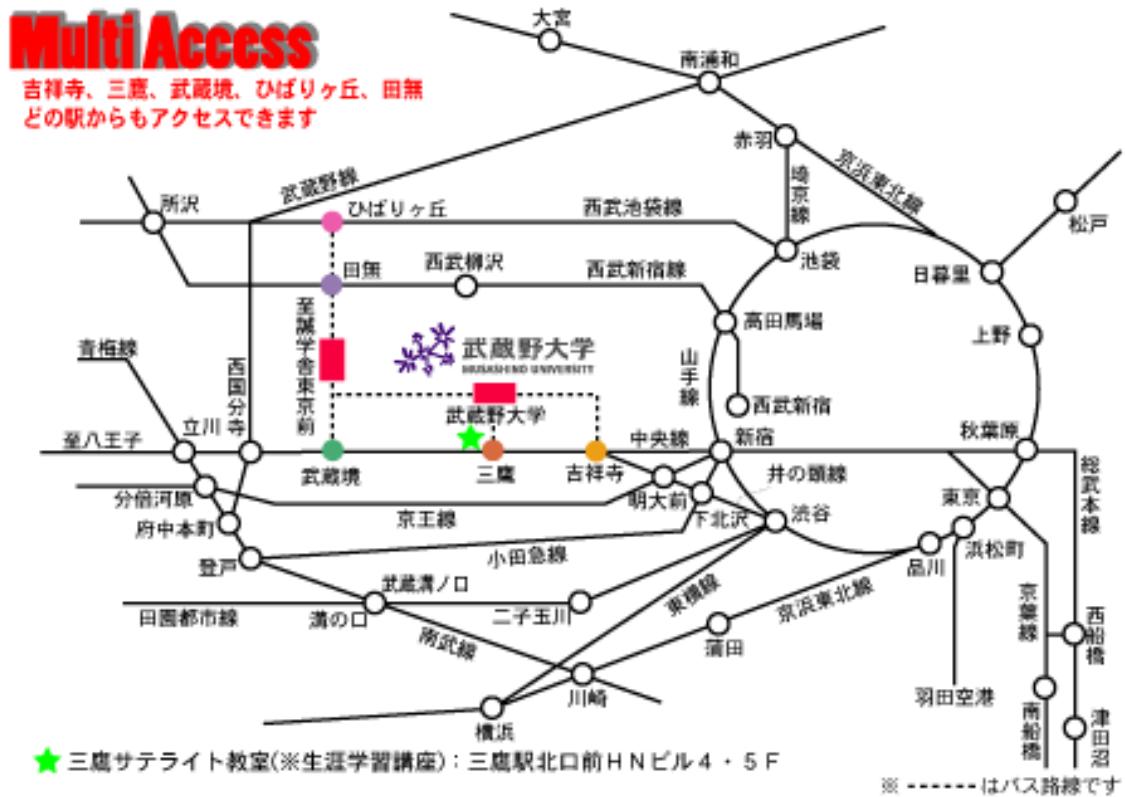 Multi Access
吉祥寺、三鷹、武蔵境、ひばりヶ丘、田無
どの駅からもアクセスできます
大宮
南浦和
赤羽
埼京線
京浜東北線
武蔵野線
所沢
ひばりヶ丘
西武池袋線
池袋
松戸
日暮里
田無
西武柳沢
西武新宿線
高田馬場
上野
至誠学舎東京前
武蔵野大学
MUSASHINO UNIVERSITY
山手線
青梅線
西国分寺
武蔵野大学
西武新宿
立川
至八王子
中央線
新宿
秋葉原
武蔵境
三鷹
吉祥寺
井の頭線
総武本線
分倍河原
明大前
下北沢
渋谷
東京
京王線
府中本町
浜松町
小田急線
品川
登戸
武蔵溝ノ口
東横線
京浜東北線
京葉線
田園都市線
溝の口
二子玉川
西船橋
南武線
蒲田
川崎
羽田空港
横浜
南船橋
津田沼
三鷹サテライト教室(※生涯学習講座)：三鷹駅北口前ＨＮビル４・５Ｆ
※ ------- はバス路線です